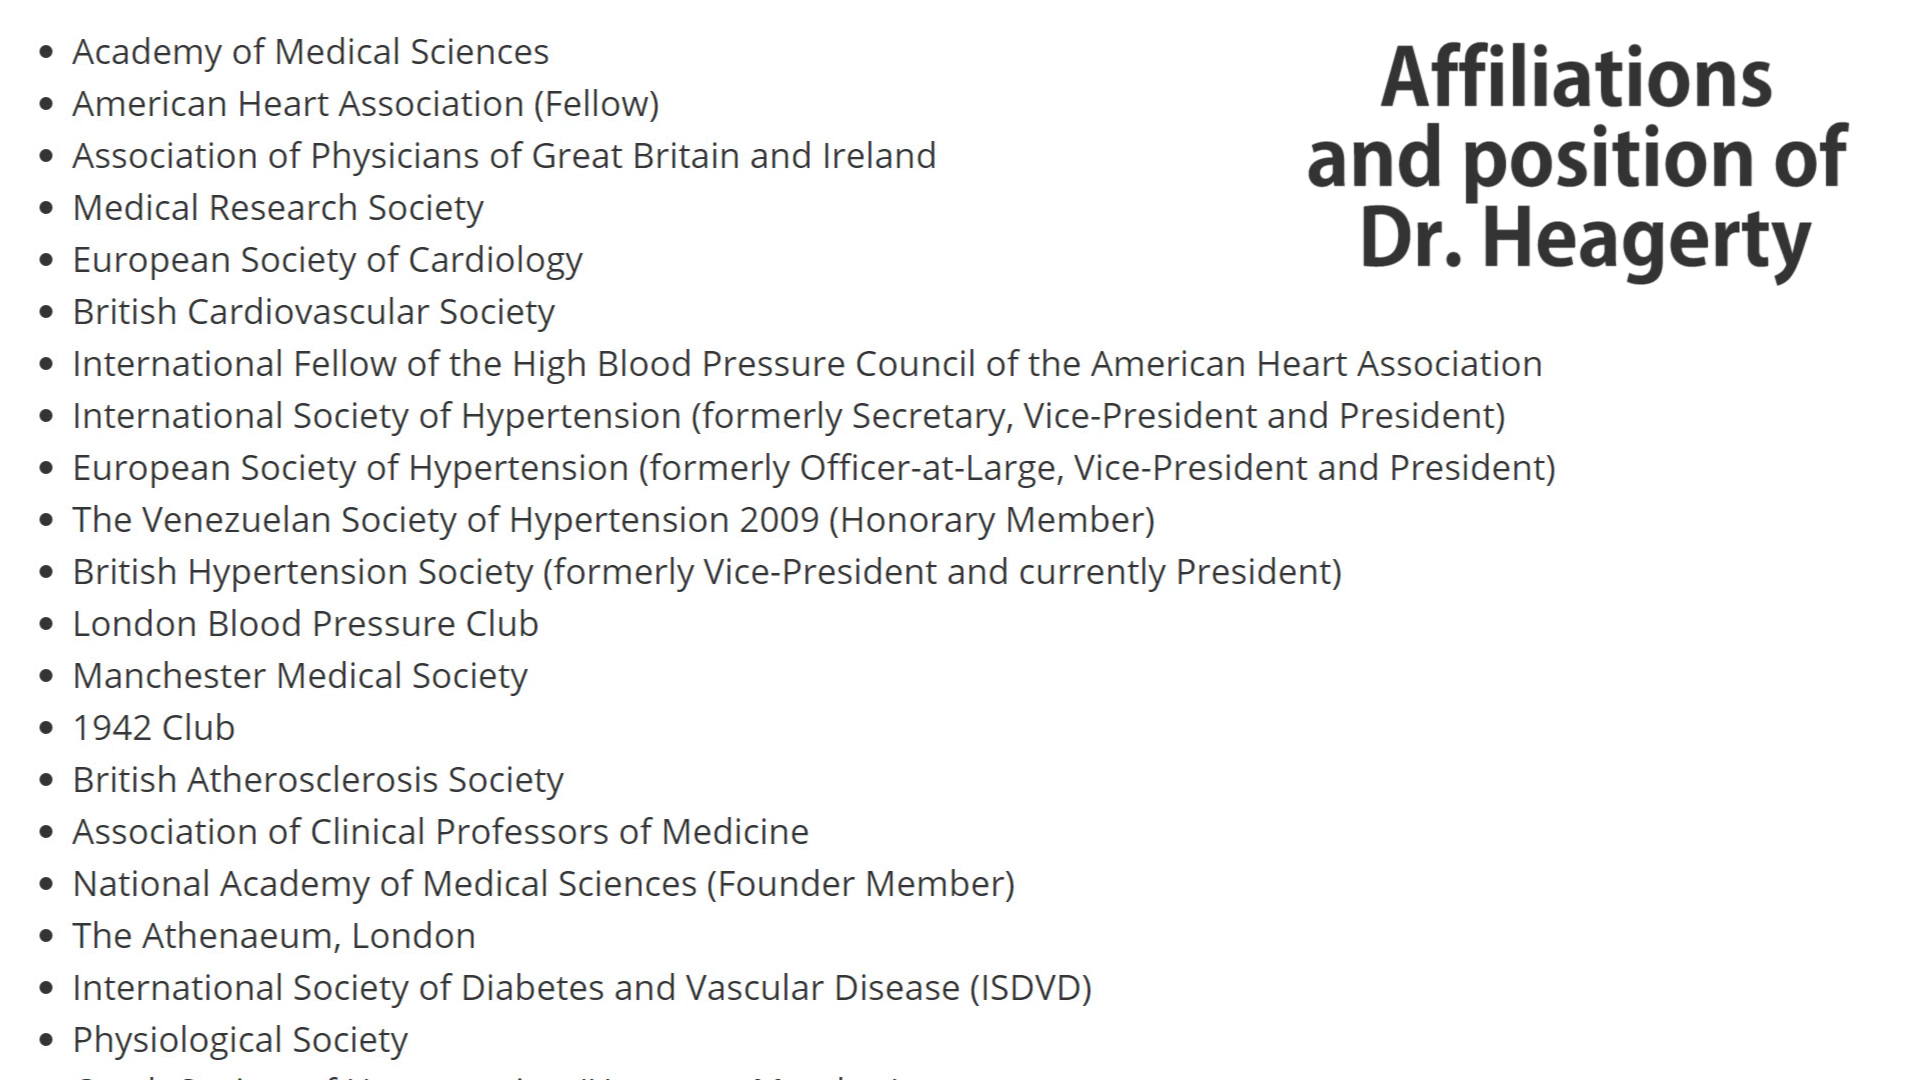 Affiliations
and position of
Dr. Heagerty
• Academy of Medical Sciences
• American Heart Association (Fellow)
• Association of Physicians of Great Britain and Ireland
• Medical Research Society
• European Society of Cardiology
• British Cardiovascular Society
• International Fellow of the High Blood Pressure Council of the American Heart Association
• International Society of Hypertension (formerly Secretary, Vice-President and President)
• European Society of Hypertension (formerly Officer-at-Large, Vice-President and President)
• The Venezuelan Society of Hypertension 2009 (Honorary Member)
• British Hypertension Society (formerly Vice-President and currently President)
• London Blood Pressure Club
• Manchester Medical Society
• 1942 Club
• British Atherosclerosis Society
• Association of Clinical Professors of Medicine
• National Academy of Medical Sciences (Founder Member)
• The Athenaeum, London
• International Society of Diabetes and Vascular Disease (ISDVD)
• Physiological Society